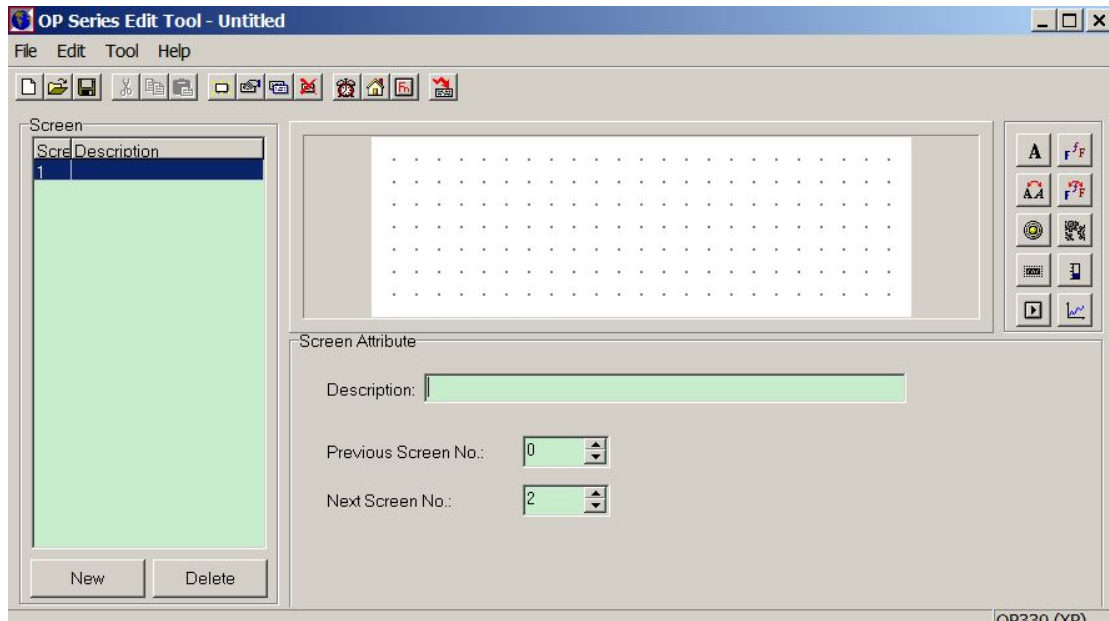 OP Series Edit Tool - Untitled
File Edit Tool Help
Fn
Screen
Scre Description
1
A F f F
A A F F F
Screen Attribute
Description:
Previous Screen No.: 0
Next Screen No.: 2
New Delete
OP330 (XP)